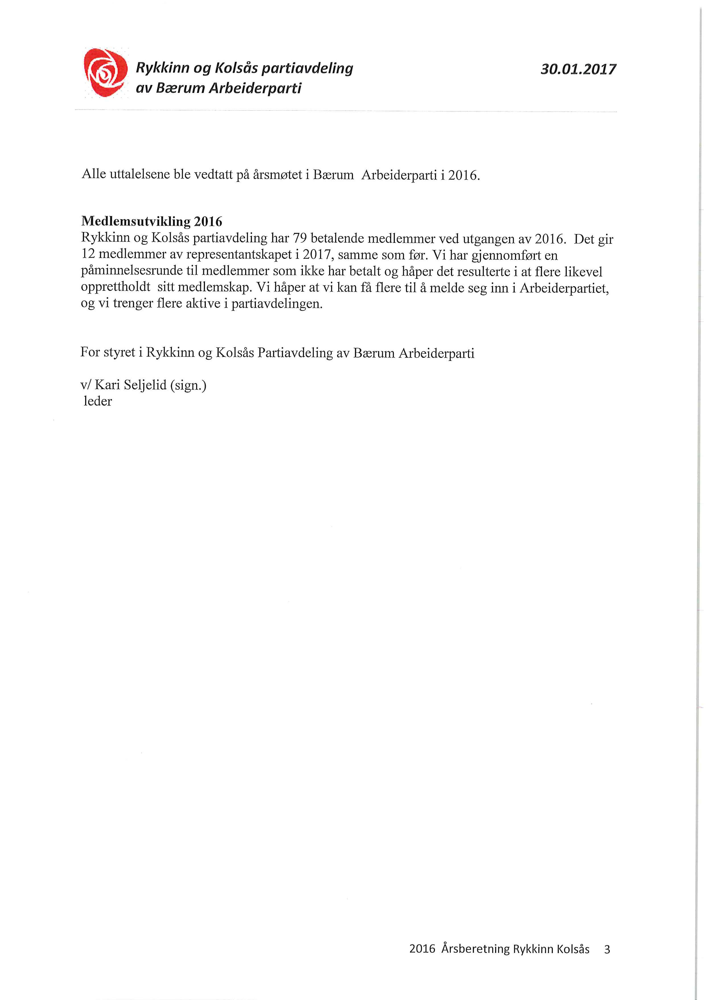 Rykkinn og Kolsås partiavdeling
av Bærum Arbeiderparti
30.01.2017
Alle uttalelsene ble vedtatt på årsmøtet i Bærum  Arbeiderparti i 2016.
Medlemsutvikling 2016
Rykkinn og Kolsås partiavdeling har 79 betalende medlemmer ved utgangen av 2016.  Det gir
12 medlemmer av representantskapet i 2017, samme som før. Vi har gjennomført en
påminnelsesrunde til medlemmer som ikke har betalt og håper det resulterte i at flere likevel
opprettholdt  sitt medlemskap. Vi håper at vi kan få flere til å melde seg inn i Arbeiderpartiet,
og vi trenger flere aktive i partiavdelingen.
For styret i Rykkinn og Kolsås Partiavdeling av Bærum Arbeiderparti
v/ Kari Seljelid (sign.)
leder
2016  Årsberetning Rykkinn Kolsås    3